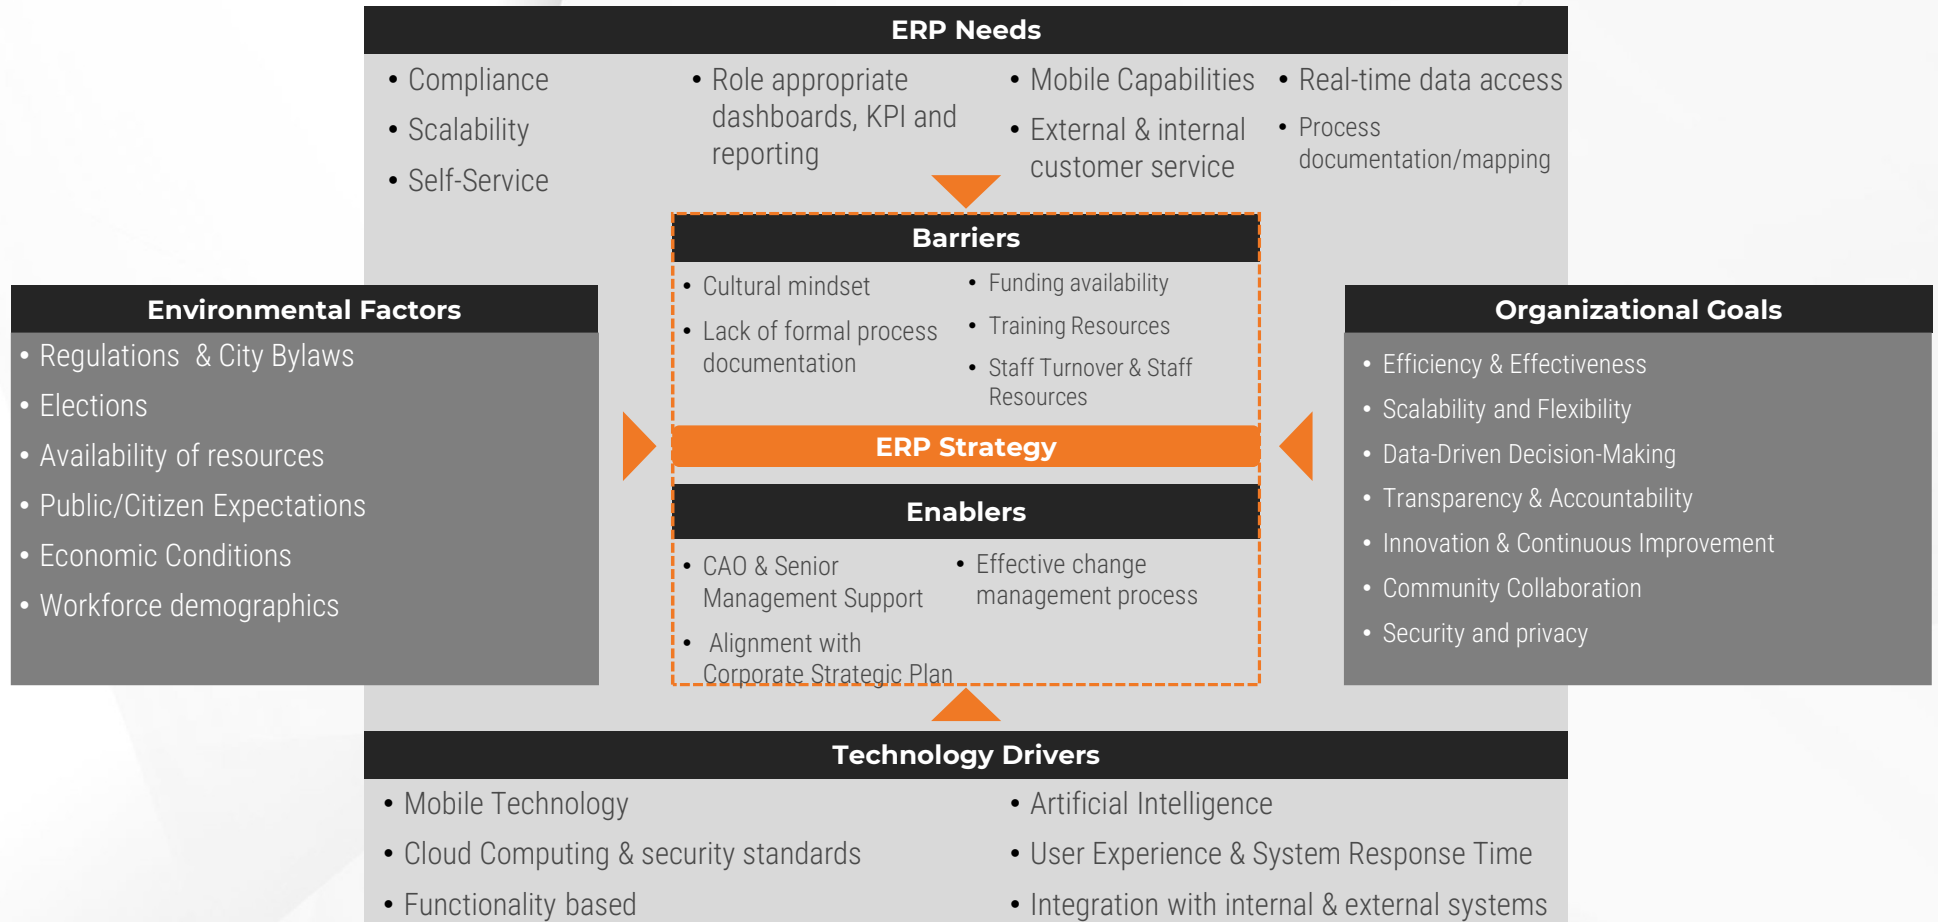 ERP Needs
• Compliance
• Scalability
• Self-Service
• Role appropriate
dashboards, KPI and
reporting
• Mobile Capabilities
• External & internal
customer service
• Real-time data access
• Process
documentation/mapping
Barriers
• Cultural mindset
• Lack of formal process
documentation
• Funding availability
• Training Resources
• Staff Turnover & Staff
Resources
Environmental Factors
• Regulations & City Bylaws
• Elections
• Availability of resources
• Public/Citizen Expectations
• Economic Conditions
• Workforce demographics
ERP Strategy
Organizational Goals
• Efficiency & Effectiveness
• Scalability and Flexibility
• Data-Driven Decision-Making
• Transparency & Accountability
• Innovation & Continuous Improvement
• Community Collaboration
• Security and privacy
Enablers
• CAO & Senior
Management Support
• Alignment with
Corporate Strategic Plan
• Effective change
management process
Technology Drivers
• Mobile Technology
• Cloud Computing & security standards
• Functionality based
• Artificial Intelligence
• User Experience & System Response Time
• Integration with internal & external systems